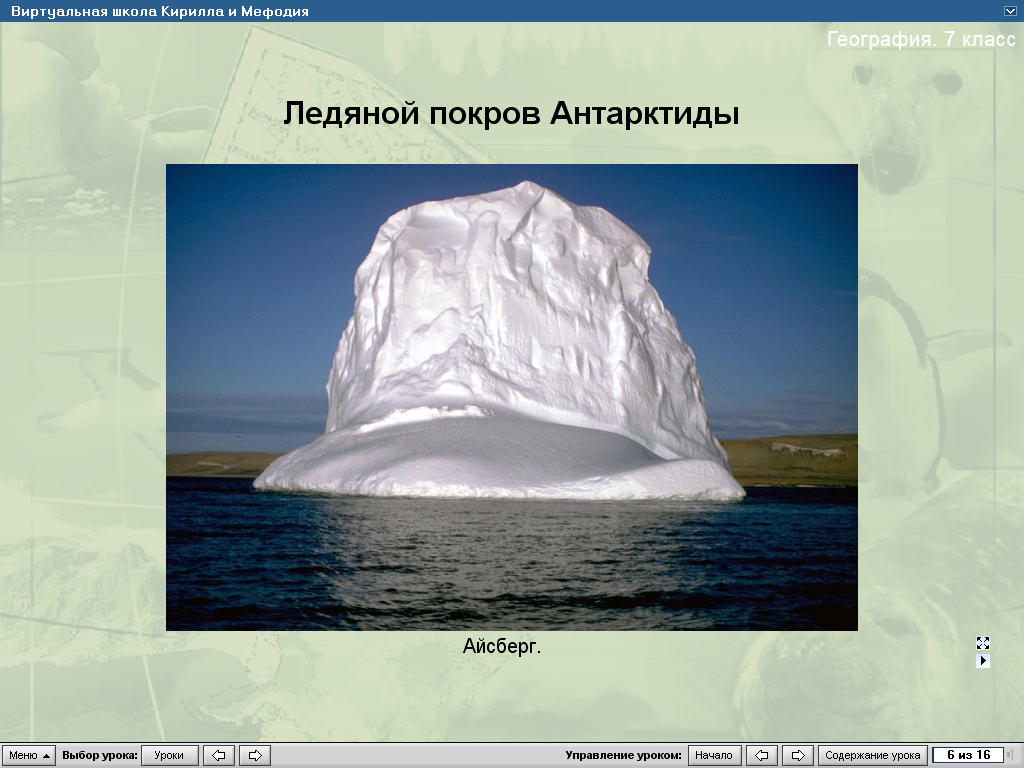 Виртуальная школа Кирилла и Мефодия
География. 7 класс
Ледяной покров Антарктиды
Айсберг.
Меню Выбор урока: Уроки Управление уроком: Начало Содержание урока 6 из 16